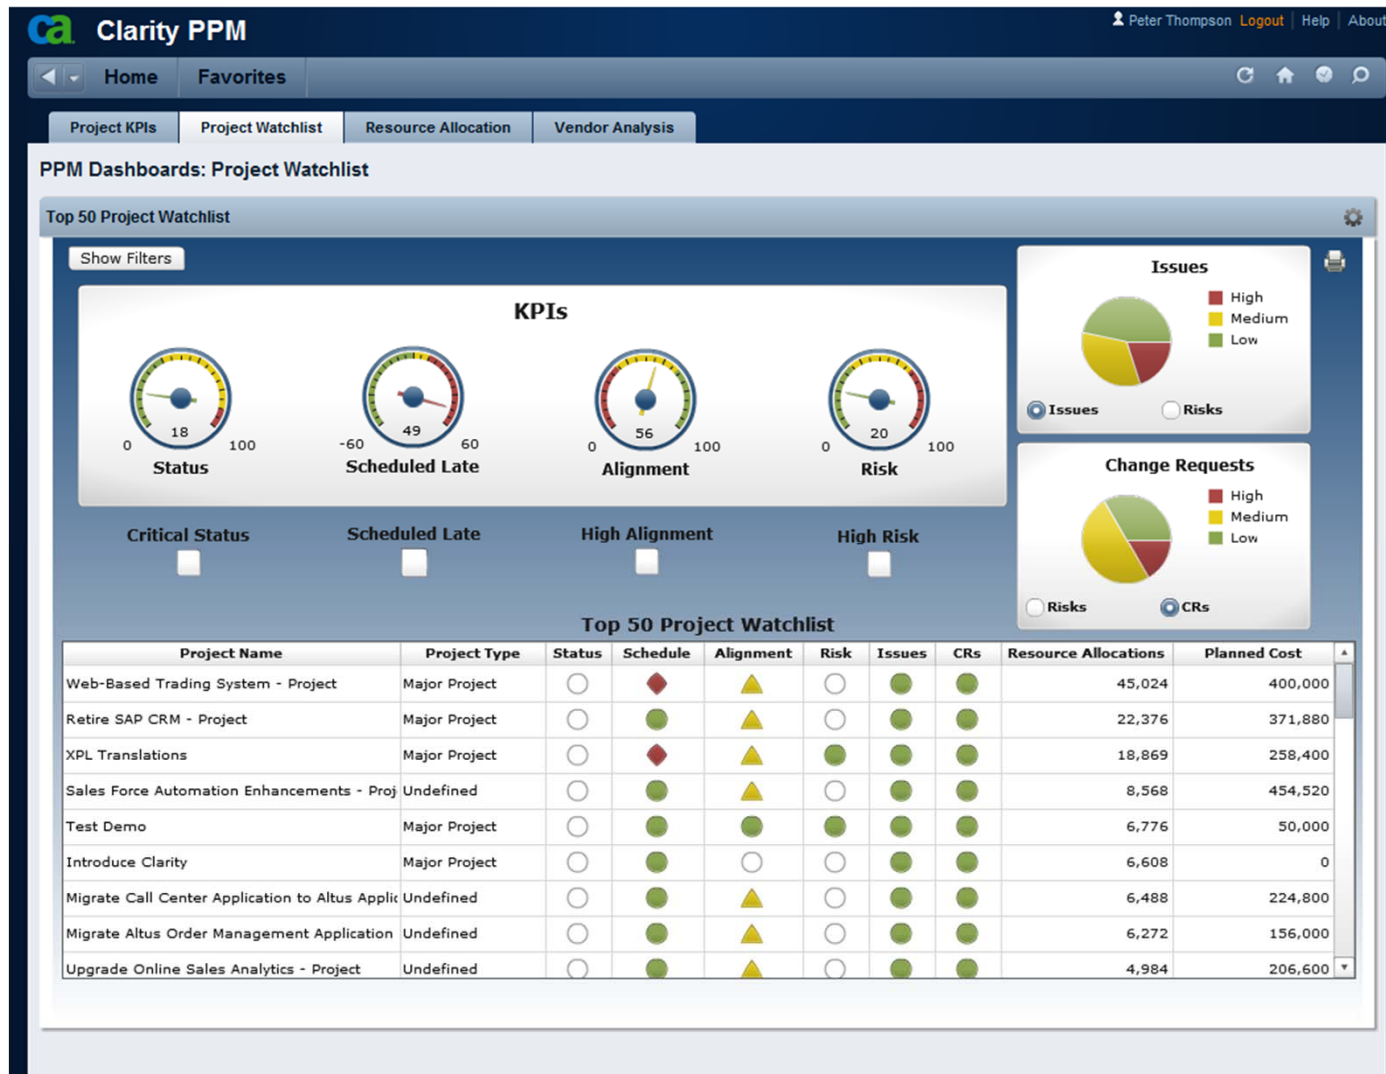 ca Clarity PPM
Peter Thompson Logout Help About
Home Favorites
Project KPIs Project Watchlist Resource Allocation Vendor Analysis
PPM Dashboards: Project Watchlist
Top 50 Project Watchlist
Show Filters
KPIs
18
0 100
Status
49
-60 60
Scheduled Late
56
0 100
Alignment
20
0 100
Risk
Issues
High
Medium
Low
Issues Risks
Change Requests
High
Medium
Low
Risks CRs
Critical Status Scheduled Late High Alignment High Risk
Top 50 Project Watchlist
Project Name Project Type Status Schedule Alignment Risk Issues CRs Resource Allocations Planned Cost
Web-Based Trading System - Project Major Project 45,024 400,000
Retire SAP CRM - Project Major Project 22,376 371,880
XPL Translations Major Project 18,869 258,400
Sales Force Automation Enhancements - Proj Undefined 8,568 454,520
Test Demo Major Project 6,776 50,000
Introduce Clarity Major Project 6,608 0
Migrate Call Center Application to Altus Applic Undefined 6,488 224,800
Migrate Altus Order Management Application Undefined 6,272 156,000
Upgrade Online Sales Analytics - Project Undefined 4,984 206,600